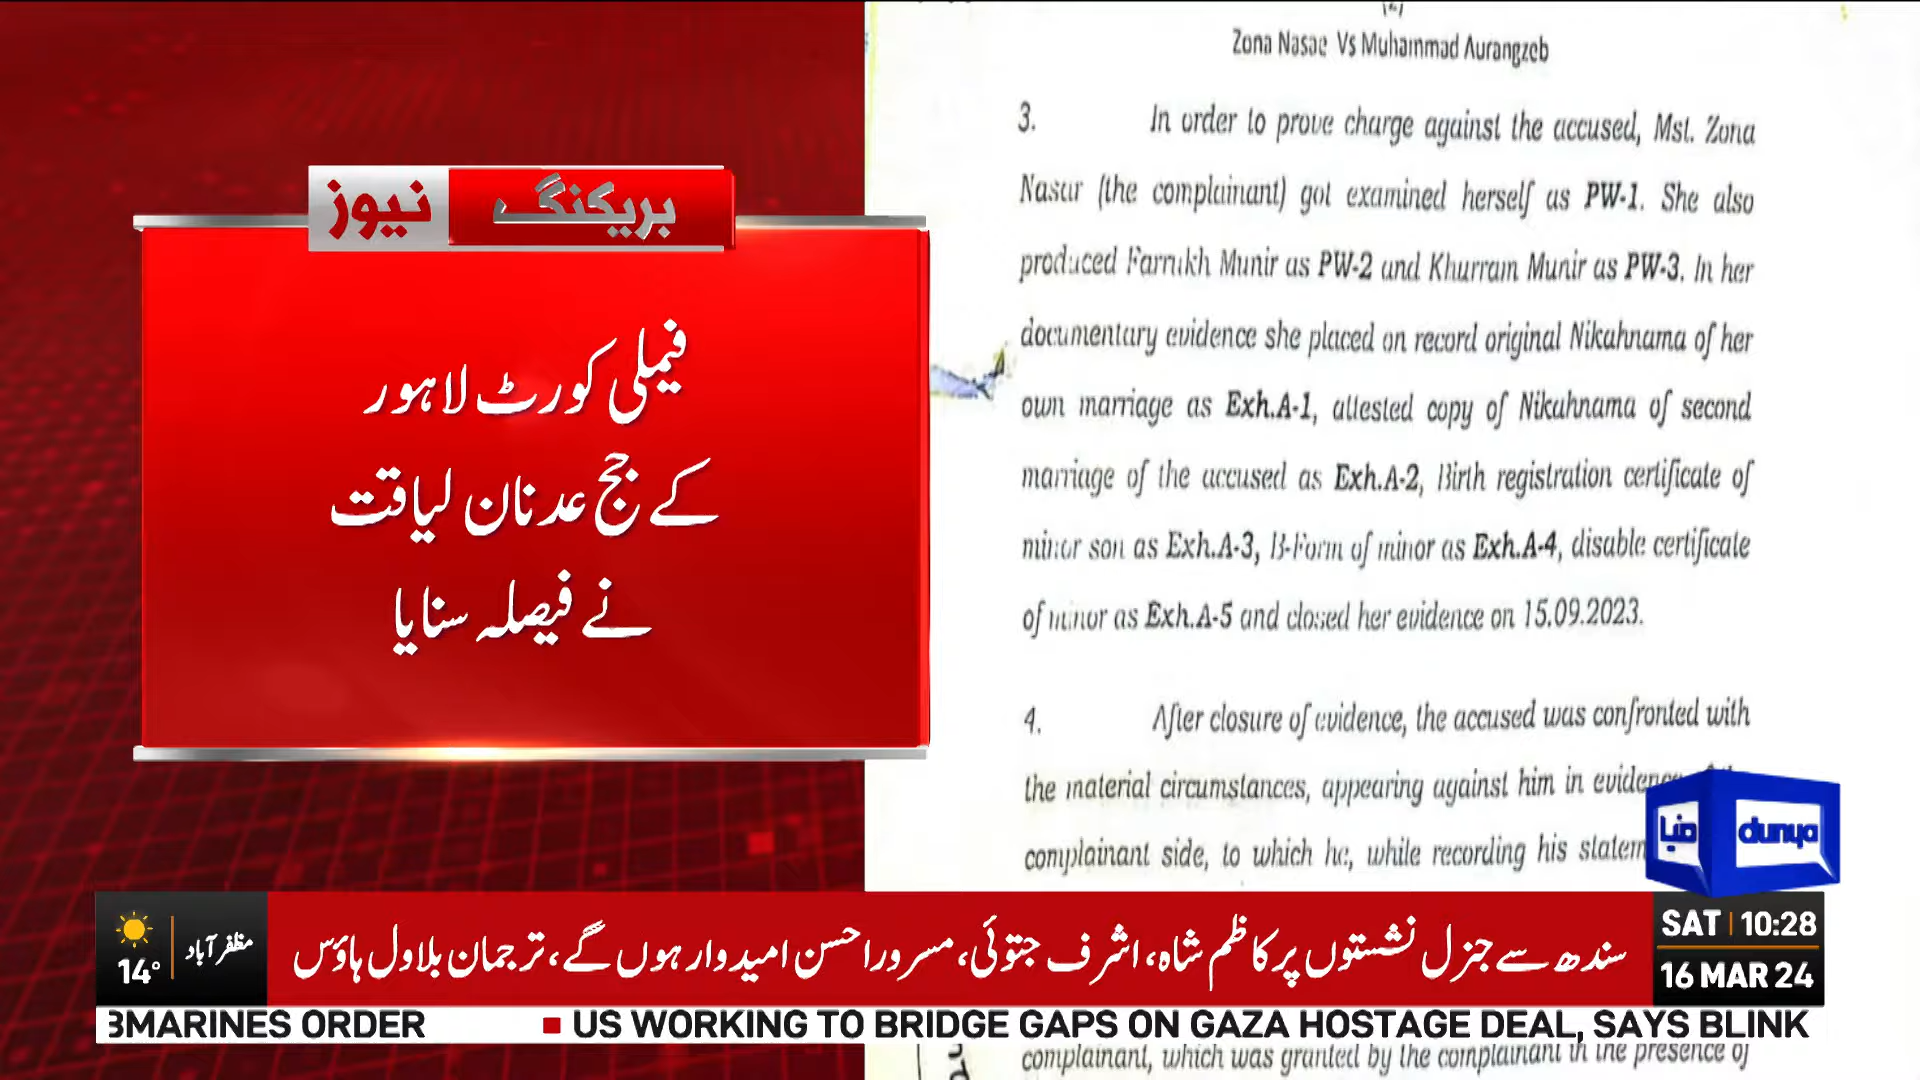 بریکنگ نیوز
فیملی کورٹ لاہور
کے جج عدنان لیاقت
نے فیصلہ سنایا
(2)
Zona Nasae Vs Muhammad Aurangzeb
3. In order to prove charge against the accused, Mst. Zona
Nasar (the complainant) got examined herself as PW-1. She also
produced Farrukh Munir as PW-2 and Khurram Munir as PW-3. In her
documentary evidence she placed on record original Nikahnama of her
own marriage as Exh.A-1, attested copy of Nikahnama of second
marriage of the accused as Exh.A-2, Birth registration certificate of
minor son as Exh.A-3, B-Form of minor as Exh.A-4, disable certificate
of minor as Exh.A-5 and closed her evidence on 15.09.2023.
4. After closure of evidence, the accused was confronted with
the material circumstances, appearing against him in evidence
complainant side, to which he, while recording his statem
دنیا dunya
مظفر آباد 14°
سندھ سے جنرل نشستوں پر کاظم شاہ، اشرف جتوئی، مسرور احسن امیدوار ہوں گے، ترجمان بلاول ہاؤس
SAT 10:28
16 MAR 24
BMARINES ORDER US WORKING TO BRIDGE GAPS ON GAZA HOSTAGE DEAL, SAYS BLINK
complainant, which was granted by the complainant in the presence of